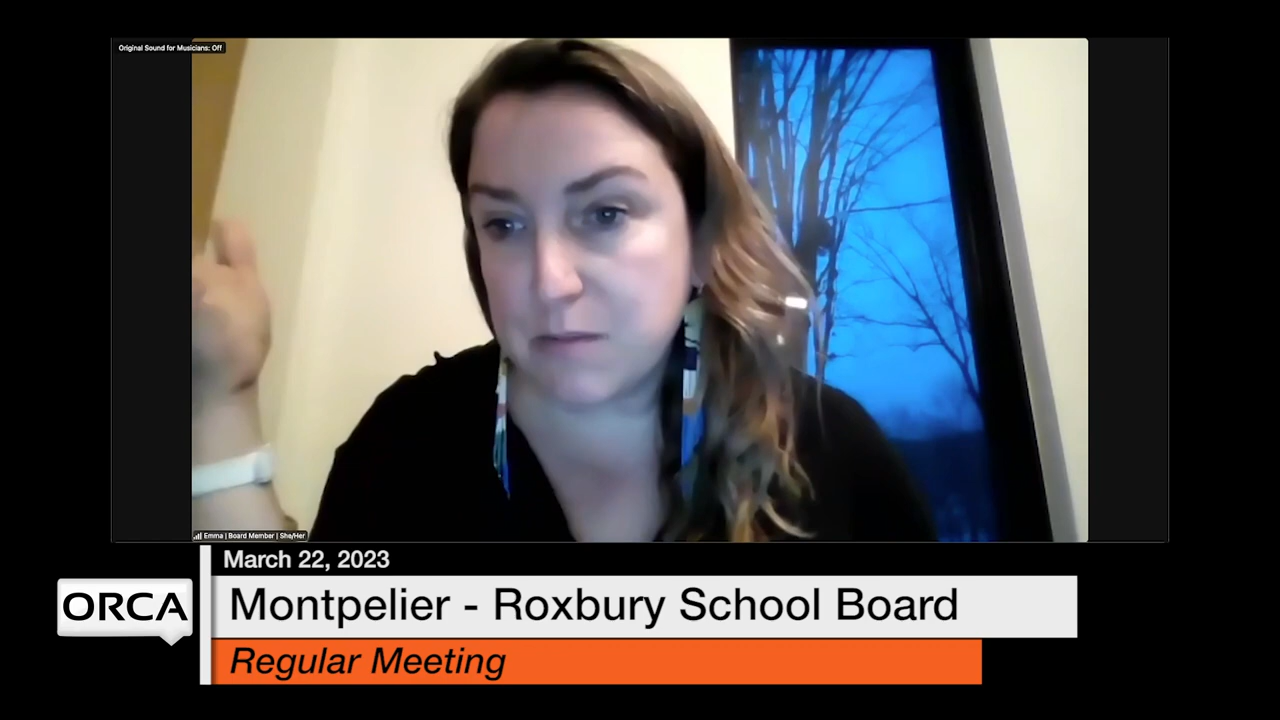 Original Sound for Musicians: Off
Emma | Board Member | She/Her
March 22, 2023
ORCA
Montpelier - Roxbury School Board
Regular Meeting